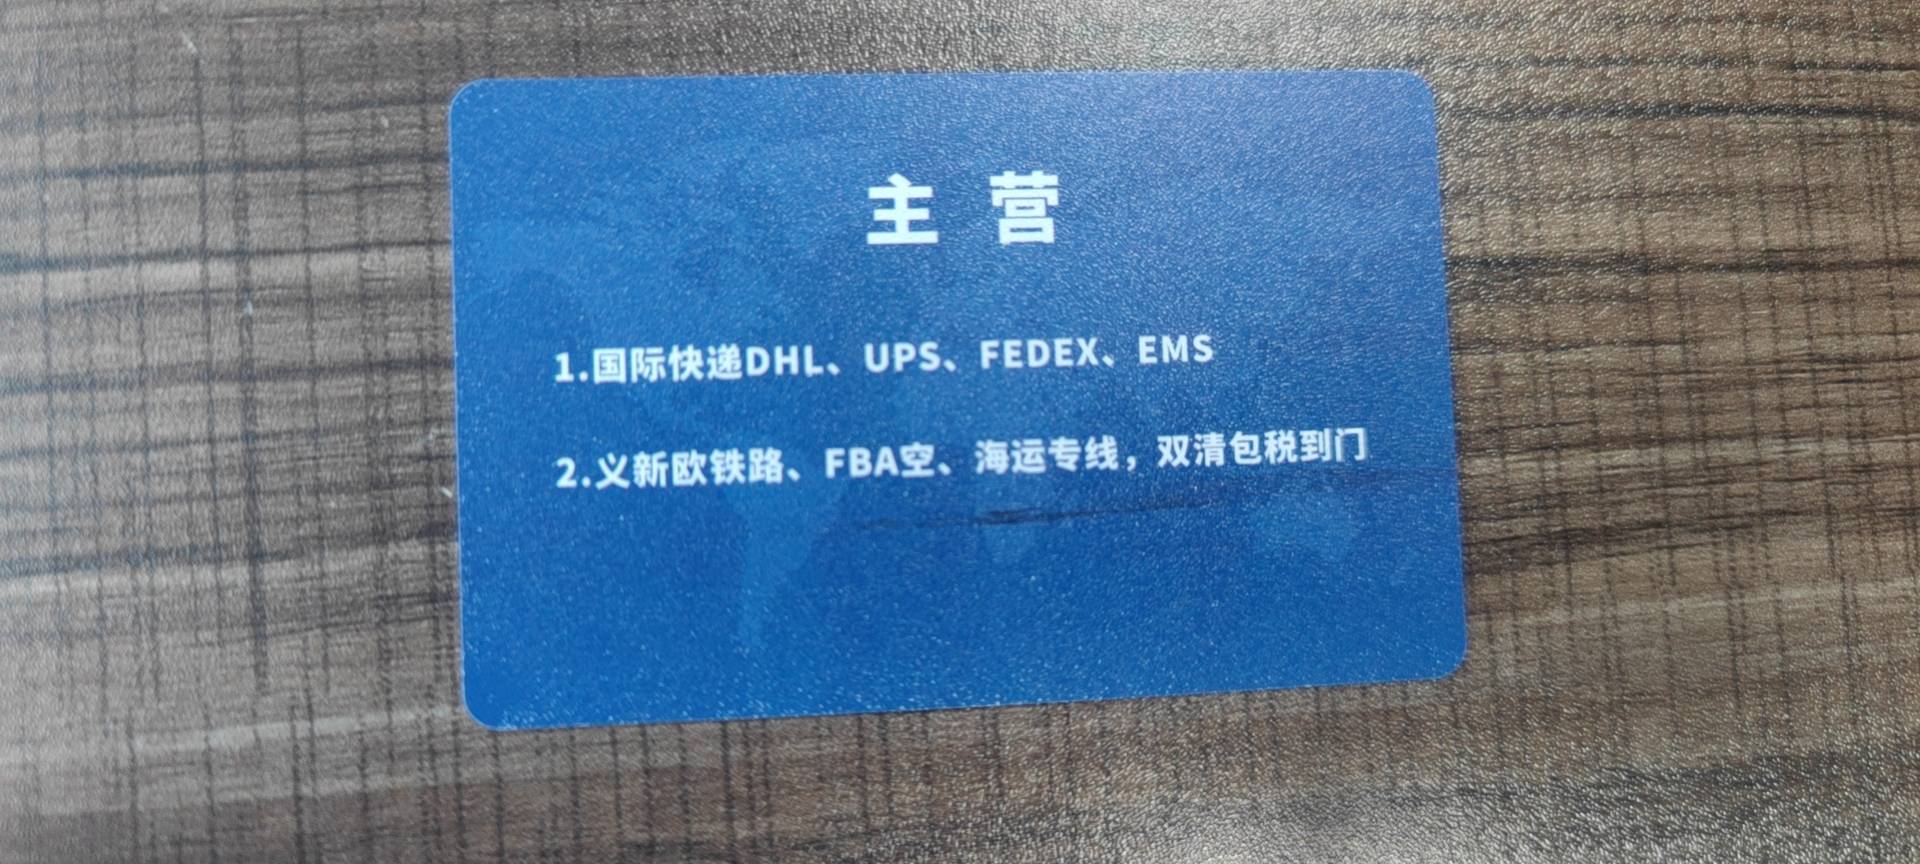 主 营
1.国际快递DHL、UPS、FEDEX、EMS
2.义新欧铁路、FBA空、海运专线，双清包税到门